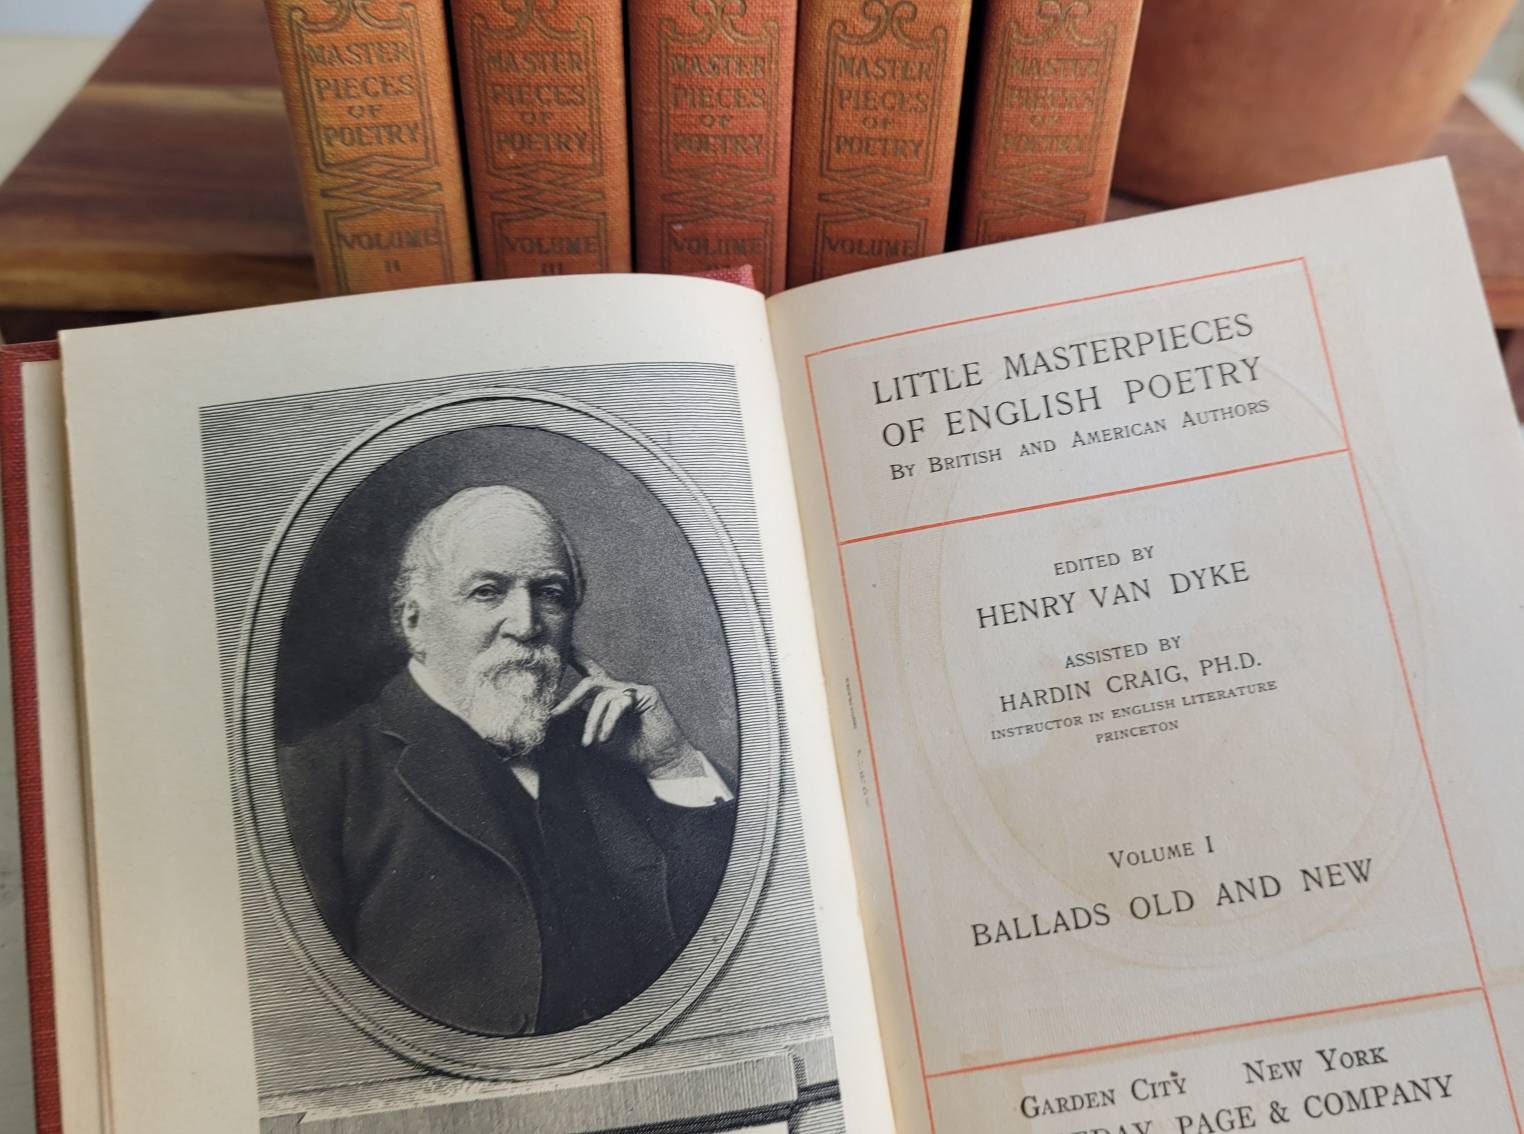 MASTER
PIECES
OF
POETRY
VOLUME
II
MASTER
PIECES
OF
POETRY
VOLUME
III
MASTER
PIECES
OF
POETRY
VOLUME
MASTER
PIECES
OF
POETRY
VOLUME
MASTER
PIECES
OF
POETRY
LITTLE MASTERPIECES
OF ENGLISH POETRY
BY BRITISH AND AMERICAN AUTHORS
EDITED BY
HENRY VAN DYKE
ASSISTED BY
HARDIN CRAIG, PH.D.
INSTRUCTOR IN ENGLISH LITERATURE
PRINCETON
VOLUME I
BALLADS OLD AND NEW
GARDEN CITY NEW YORK
PAGE & COMPANY